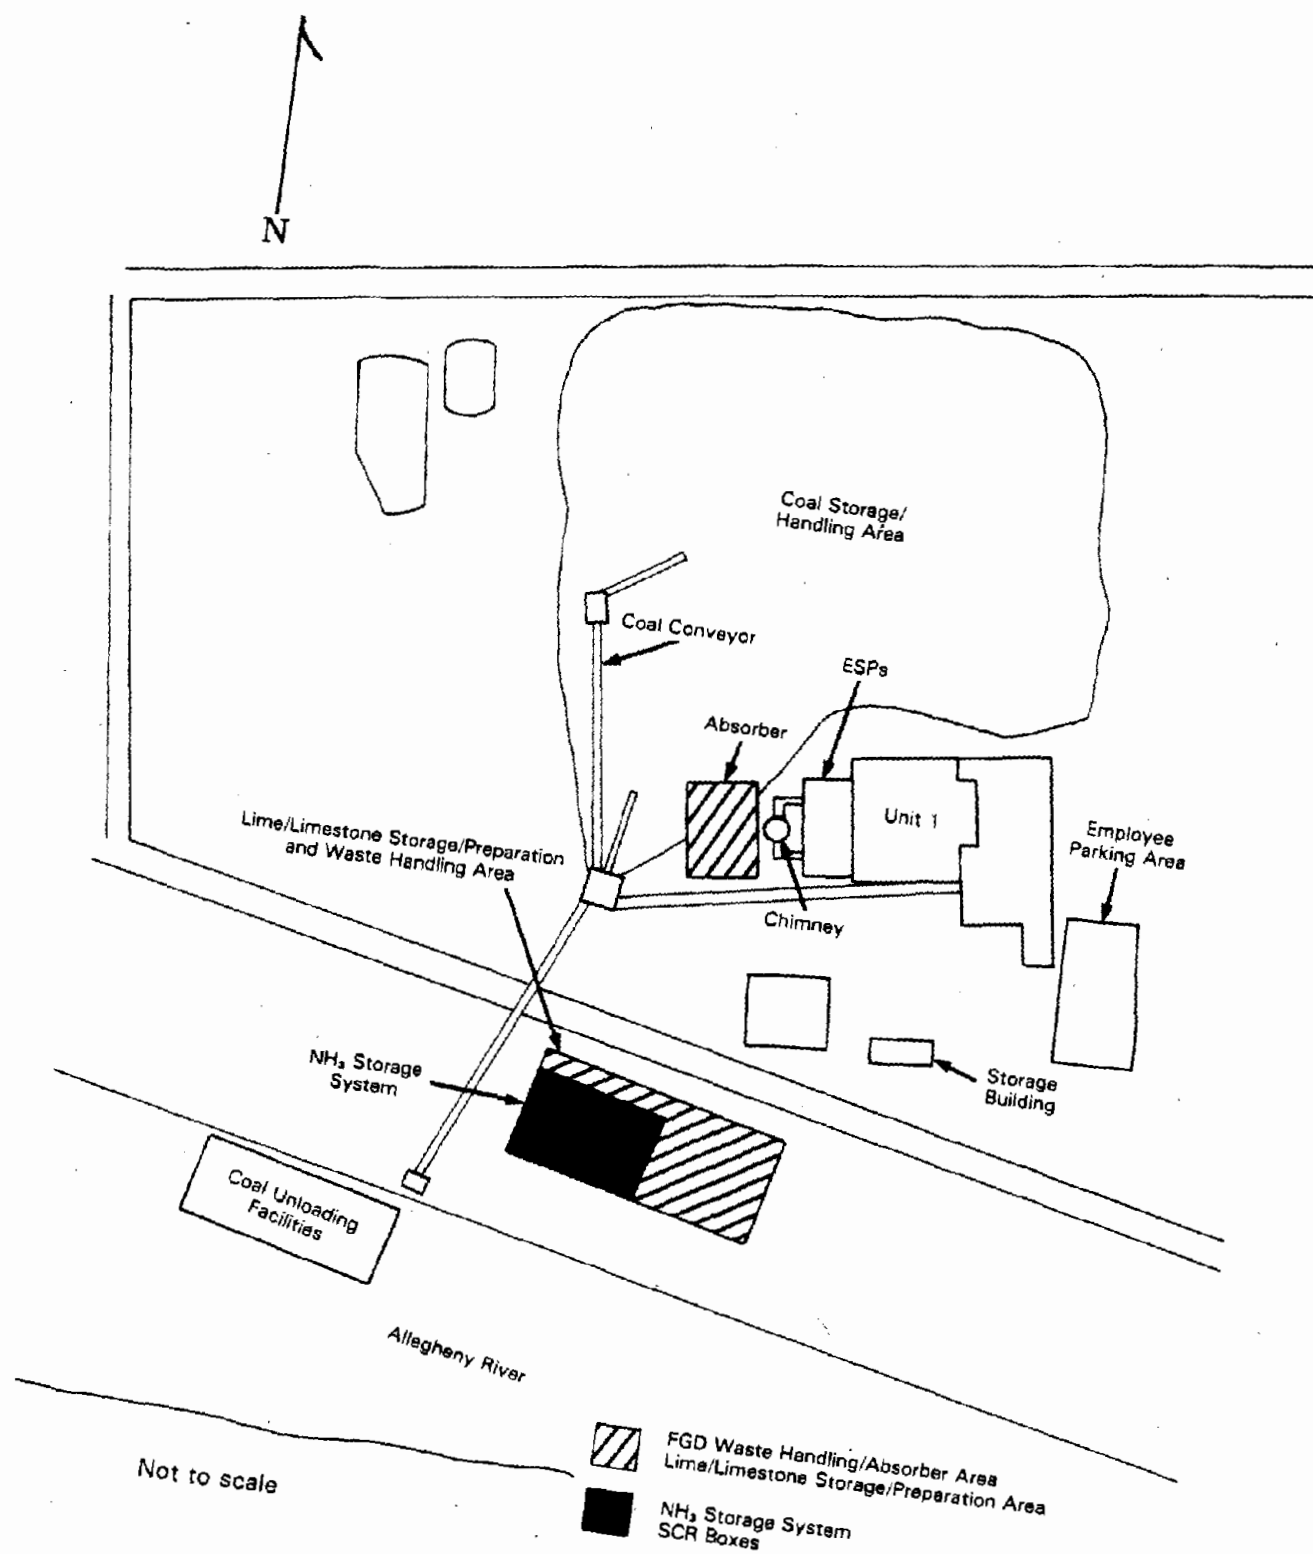 N
Coal Storage/
Handling Area
Coal Conveyor
ESPs
Absorber
Unit 1
Lime/Limestone Storage/Preparation
and Waste Handling Area
Employee
Parking Area
Chimney
NH₃ Storage
System
Storage
Building
Coal Unloading
Facilities
Allegheny River
Not to scale
FGD Waste Handling/Absorber Area
Lime/Limestone Storage/Preparation Area
NH₃ Storage System
SCR Boxes